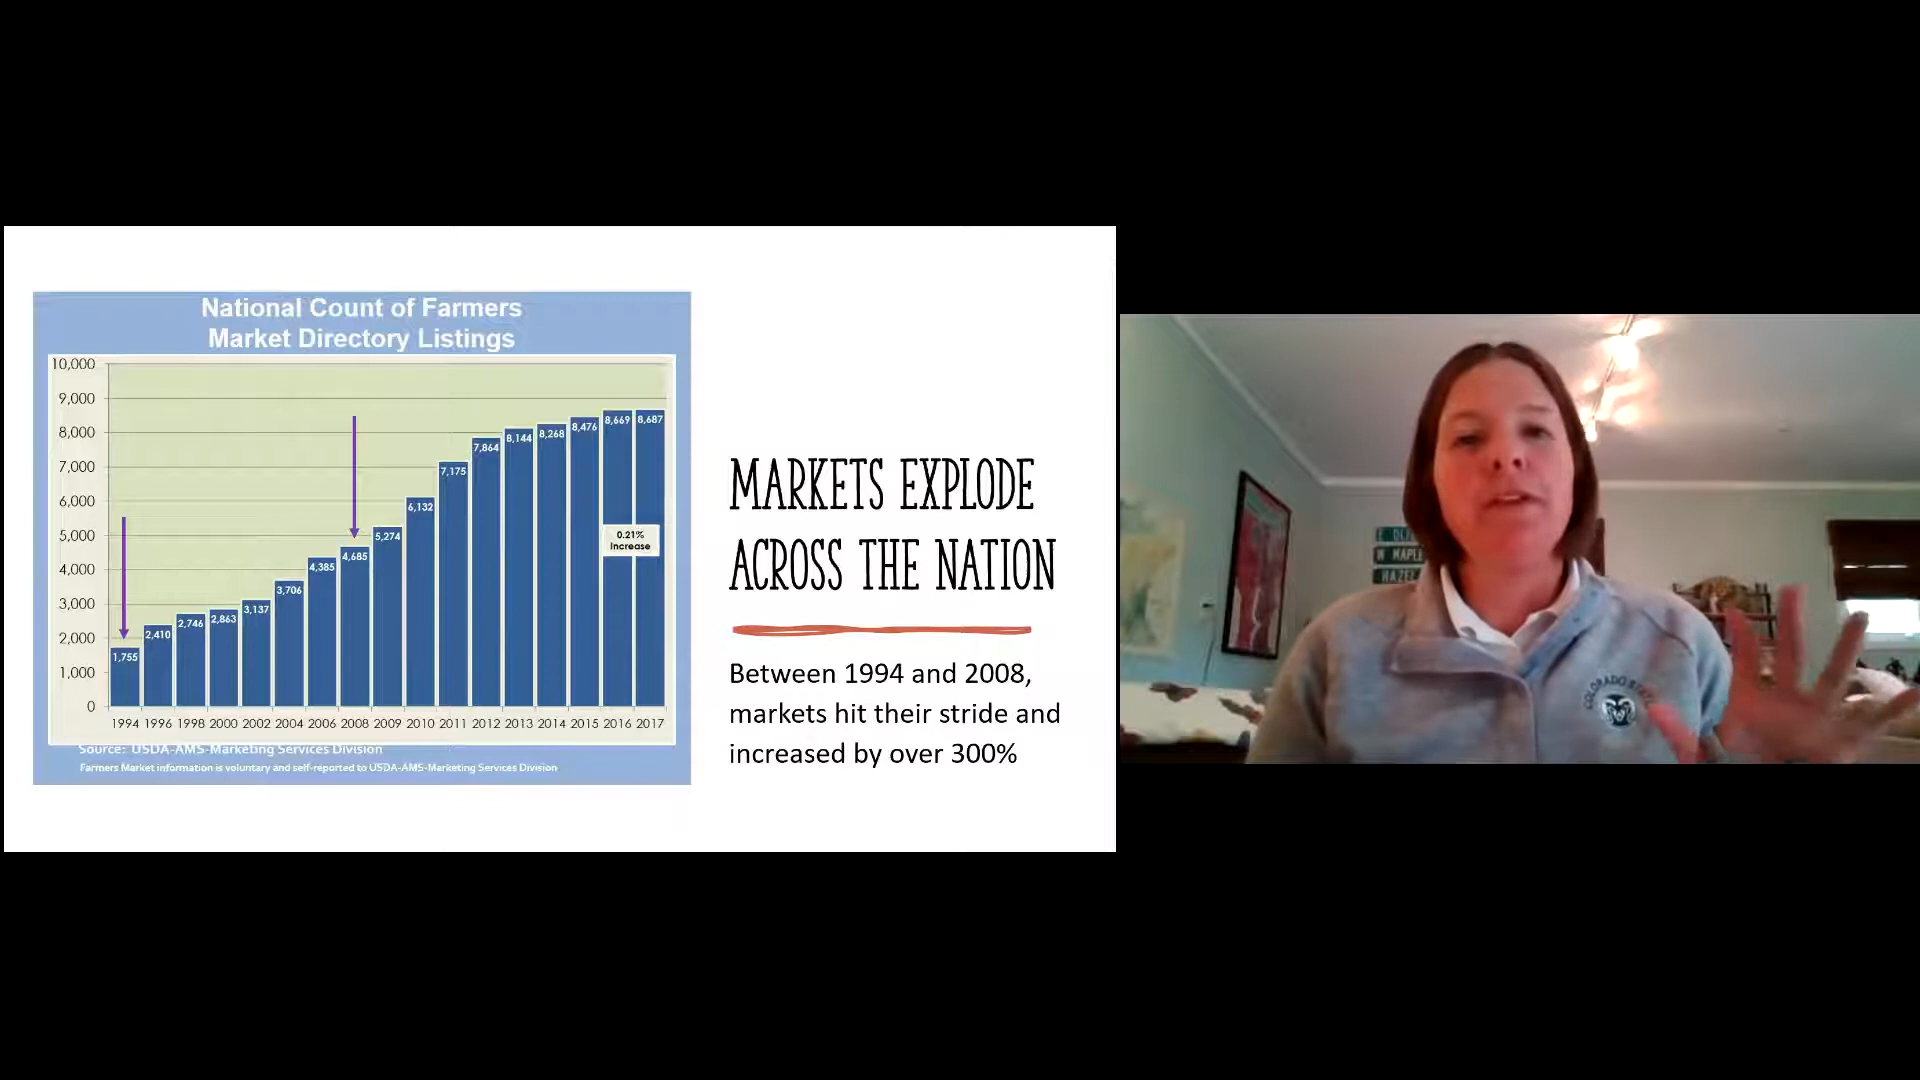 National Count of Farmers
Market Directory Listings
10,000
9,000
8,000
7,000
6,000
5,000
4,000
3,000
2,000
1,000
0
1,755
2,410
2,746
2,863
3,137
3,706
4,385
4,685
5,274
6,132
7,175
7,864
8,144
8,268
8,476
8,669
8,687
0.21%
Increase
1994 1996 1998 2000 2002 2004 2006 2008 2009 2010 2011 2012 2013 2014 2015 2016 2017
Source: USDA-AMS-Marketing Services Division
Farmers Market information is voluntary and self-reported to USDA-AMS-Marketing Services Division
MARKETS EXPLODE
ACROSS THE NATION
Between 1994 and 2008,
markets hit their stride and
increased by over 300%
W MAPLE
HAZEL
COLORADO STATE